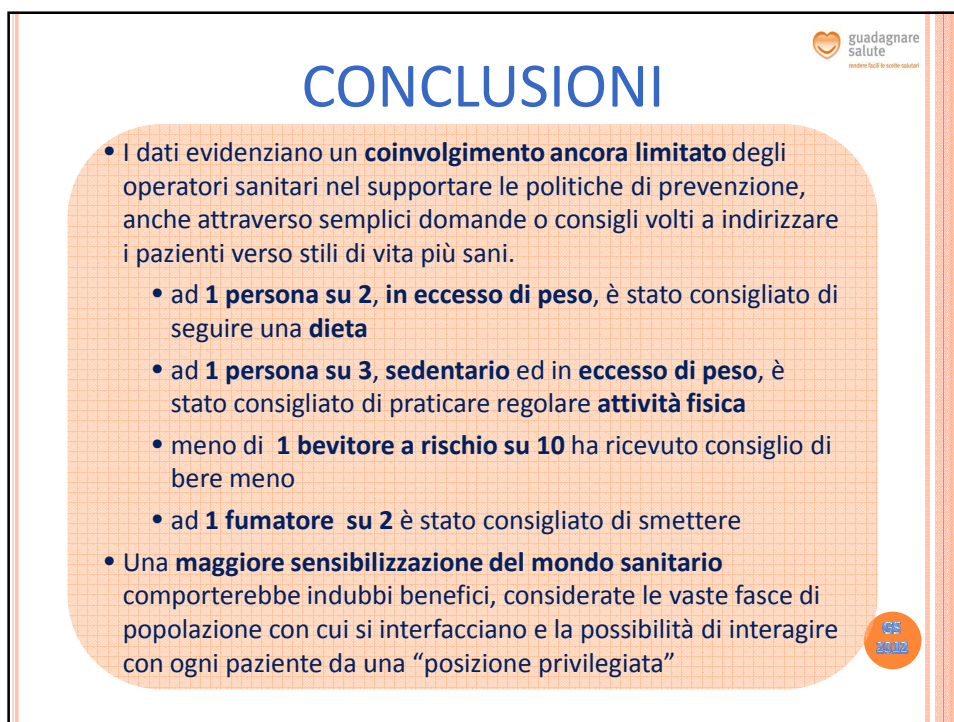 guadagnare
salute
rendere facili le scelte salutari
CONCLUSIONI
• I dati evidenziano un coinvolgimento ancora limitato degli
operatori sanitari nel supportare le politiche di prevenzione,
anche attraverso semplici domande o consigli volti a indirizzare
i pazienti verso stili di vita più sani.
• ad 1 persona su 2, in eccesso di peso, è stato consigliato di
seguire una dieta
• ad 1 persona su 3, sedentario ed in eccesso di peso, è
stato consigliato di praticare regolare attività fisica
• meno di 1 bevitore a rischio su 10 ha ricevuto consiglio di
bere meno
• ad 1 fumatore su 2 è stato consigliato di smettere
• Una maggiore sensibilizzazione del mondo sanitario
comporterebbe indubbi benefici, considerate le vaste fasce di
popolazione con cui si interfacciano e la possibilità di interagire
con ogni paziente da una “posizione privilegiata”
GS
2012